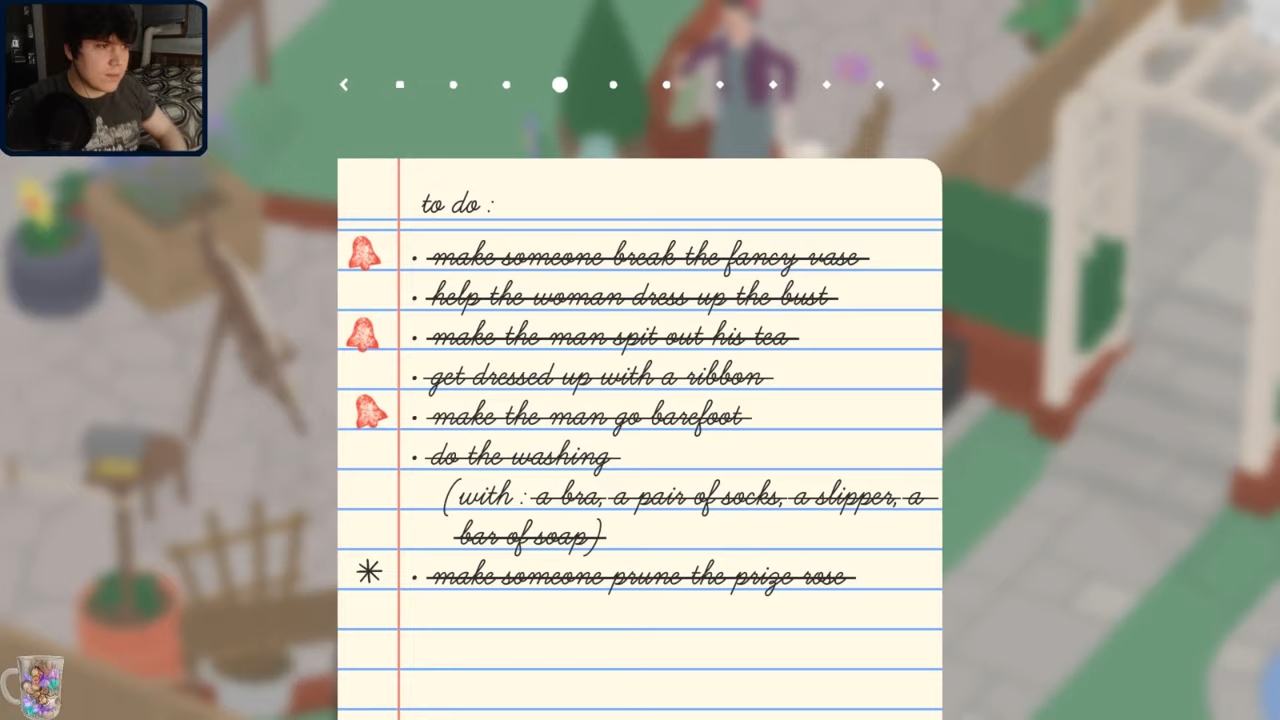 to do :
• make someone break the fancy vase
• help the woman dress up the bust
• make the man spit out his tea
• get dressed up with a ribbon
• make the man go barefoot
• do the washing
(with : a bra, a pair of socks, a slipper, a
bar of soap)
• make someone prune the prize rose